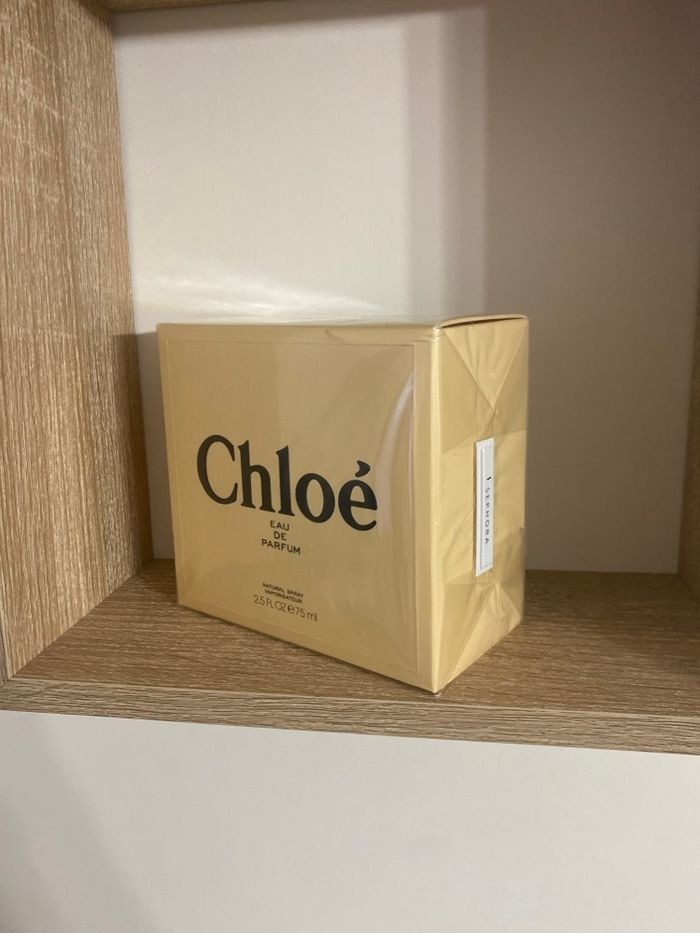 Chloé
EAU
DE
PARFUM
NATURAL SPRAY
VAPORISATEUR
2.5 FL.OZ e 75 ml
SEPHORA